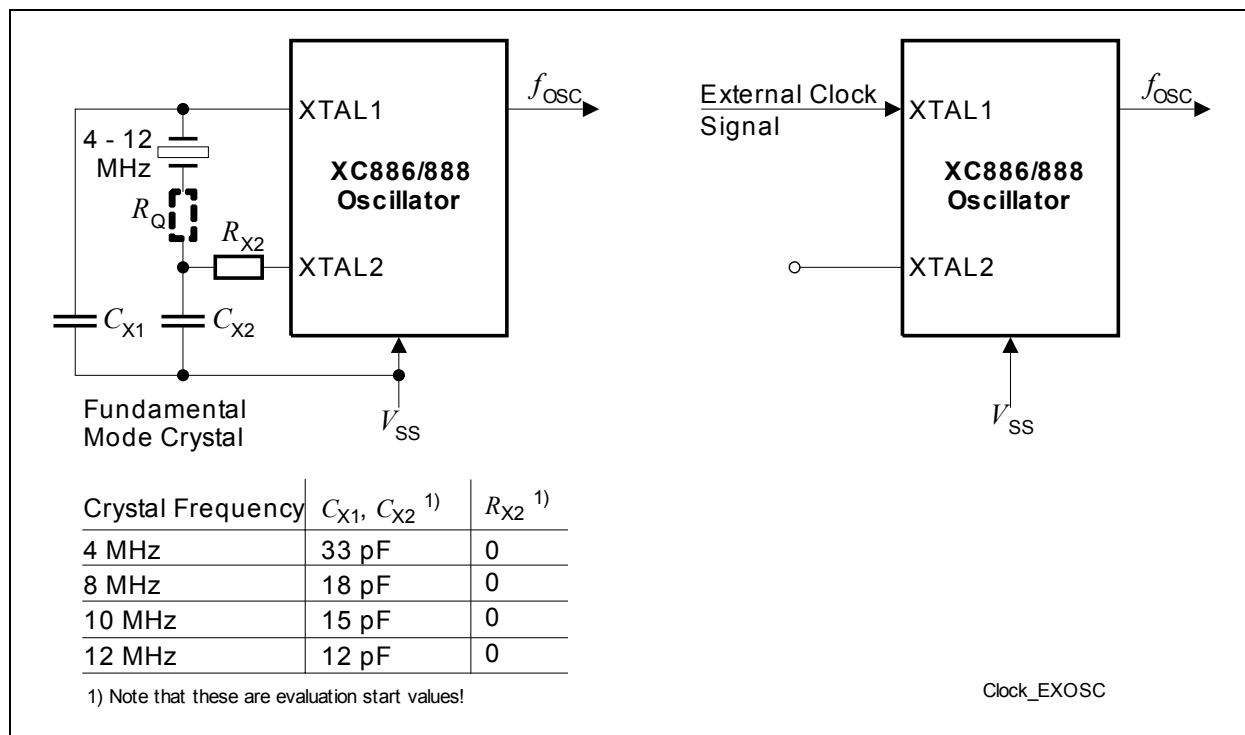 XTAL1
f_OSC
4 - 12
MHz
XC886/888
Oscillator
R_Q
R_X2
XTAL2
C_X1
C_X2
Fundamental
Mode Crystal
V_SS
External Clock
Signal
XTAL1
f_OSC
XC886/888
Oscillator
XTAL2
V_SS
Crystal Frequency C_X1, C_X2 1) R_X2 1)
4 MHz 33 pF 0
8 MHz 18 pF 0
10 MHz 15 pF 0
12 MHz 12 pF 0
1) Note that these are evaluation start values!
Clock_EXOSC